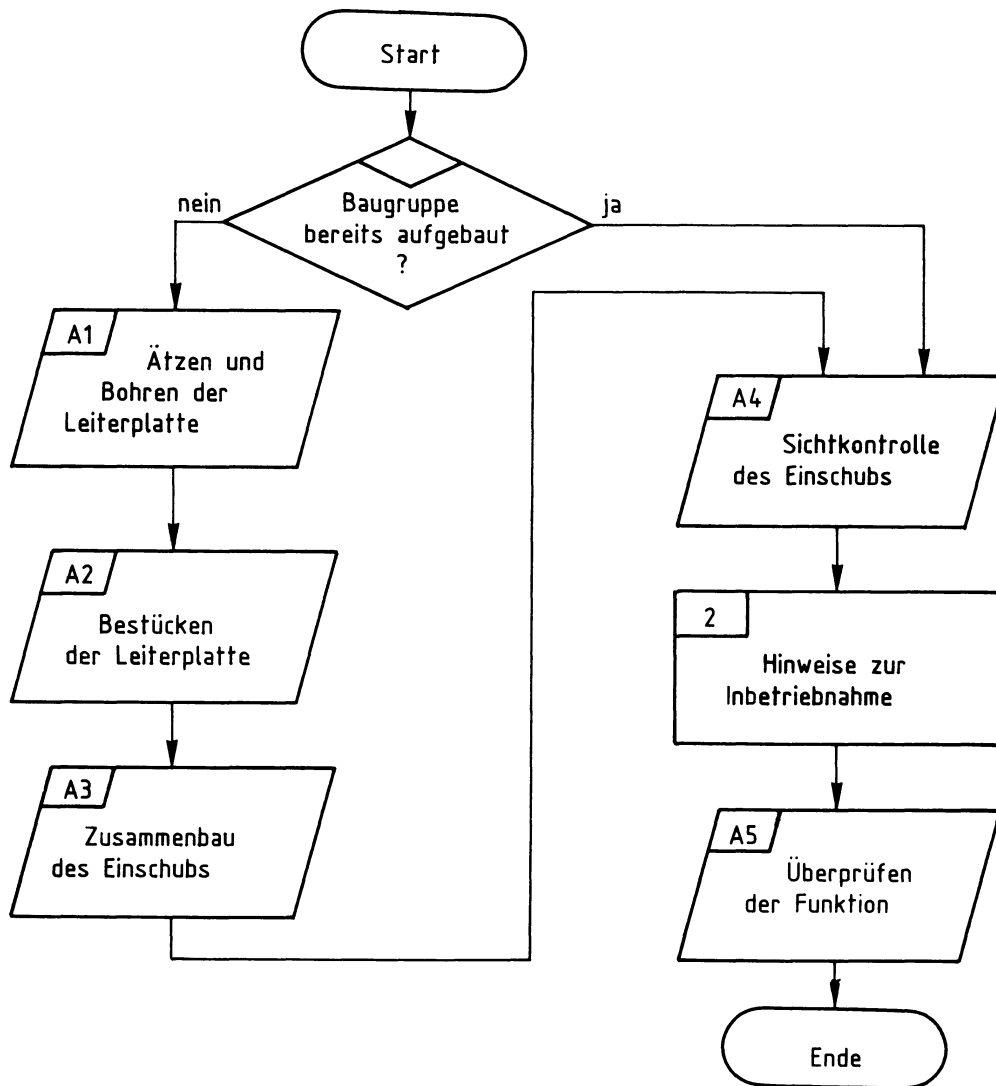 Start
Baugruppe
bereits aufgebaut
?
nein
ja
A1
Ätzen und
Bohren der
Leiterplatte
A2
Bestücken
der Leiterplatte
A3
Zusammenbau
des Einschubs
A4
Sichtkontrolle
des Einschubs
2
Hinweise zur
Inbetriebnahme
A5
Überprüfen
der Funktion
Ende